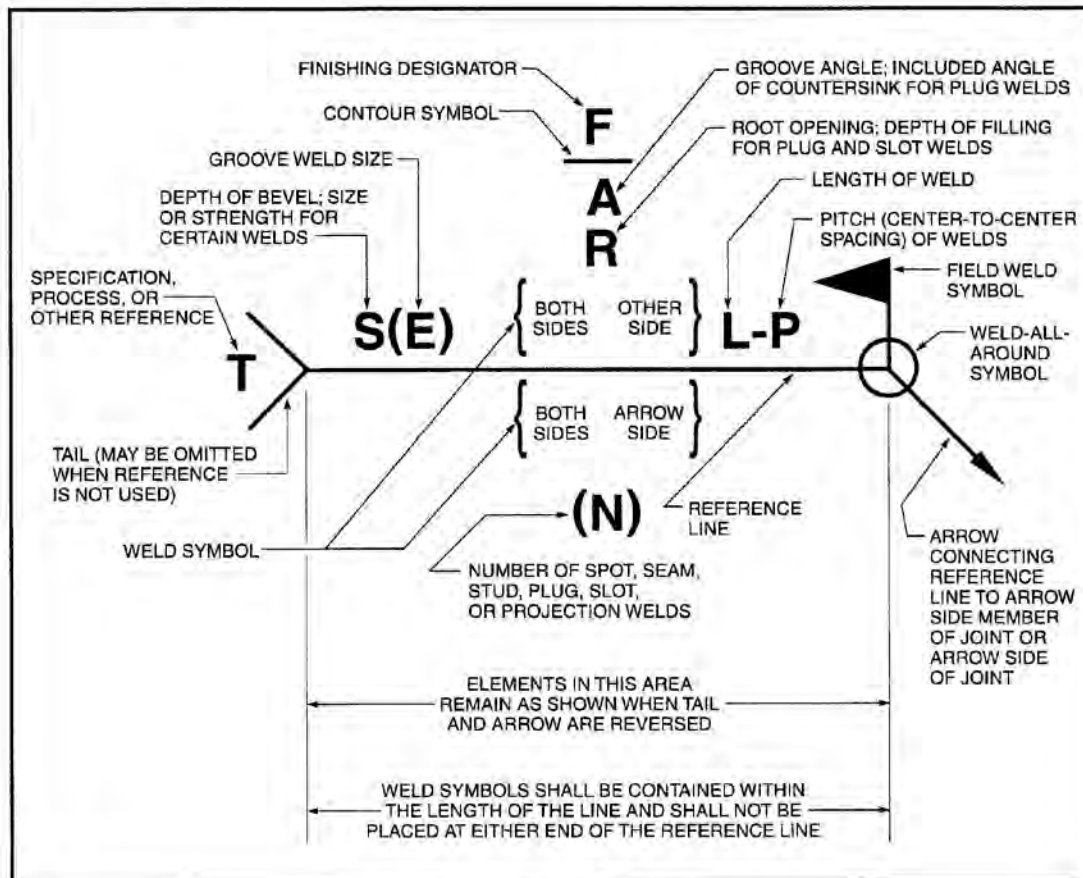 FINISHING DESIGNATOR
CONTOUR SYMBOL
GROOVE WELD SIZE
DEPTH OF BEVEL; SIZE
OR STRENGTH FOR
CERTAIN WELDS
SPECIFICATION,
PROCESS, OR
OTHER REFERENCE
F
A
R
GROOVE ANGLE; INCLUDED ANGLE
OF COUNTERSINK FOR PLUG WELDS
ROOT OPENING; DEPTH OF FILLING
FOR PLUG AND SLOT WELDS
LENGTH OF WELD
PITCH (CENTER-TO-CENTER
SPACING) OF WELDS
FIELD WELD
SYMBOL
WELD-ALL-
AROUND
SYMBOL
T
S(E)
{ BOTH
SIDES
OTHER
SIDE }
L-P
{ BOTH
SIDES
ARROW
SIDE }
TAIL (MAY BE OMITTED
WHEN REFERENCE
IS NOT USED)
WELD SYMBOL
(N)
REFERENCE
LINE
NUMBER OF SPOT, SEAM,
STUD, PLUG, SLOT,
OR PROJECTION WELDS
ARROW
CONNECTING
REFERENCE
LINE TO ARROW
SIDE MEMBER
OF JOINT OR
ARROW SIDE
OF JOINT
ELEMENTS IN THIS AREA
REMAIN AS SHOWN WHEN TAIL
AND ARROW ARE REVERSED
WELD SYMBOLS SHALL BE CONTAINED WITHIN
THE LENGTH OF THE LINE AND SHALL NOT BE
PLACED AT EITHER END OF THE REFERENCE LINE